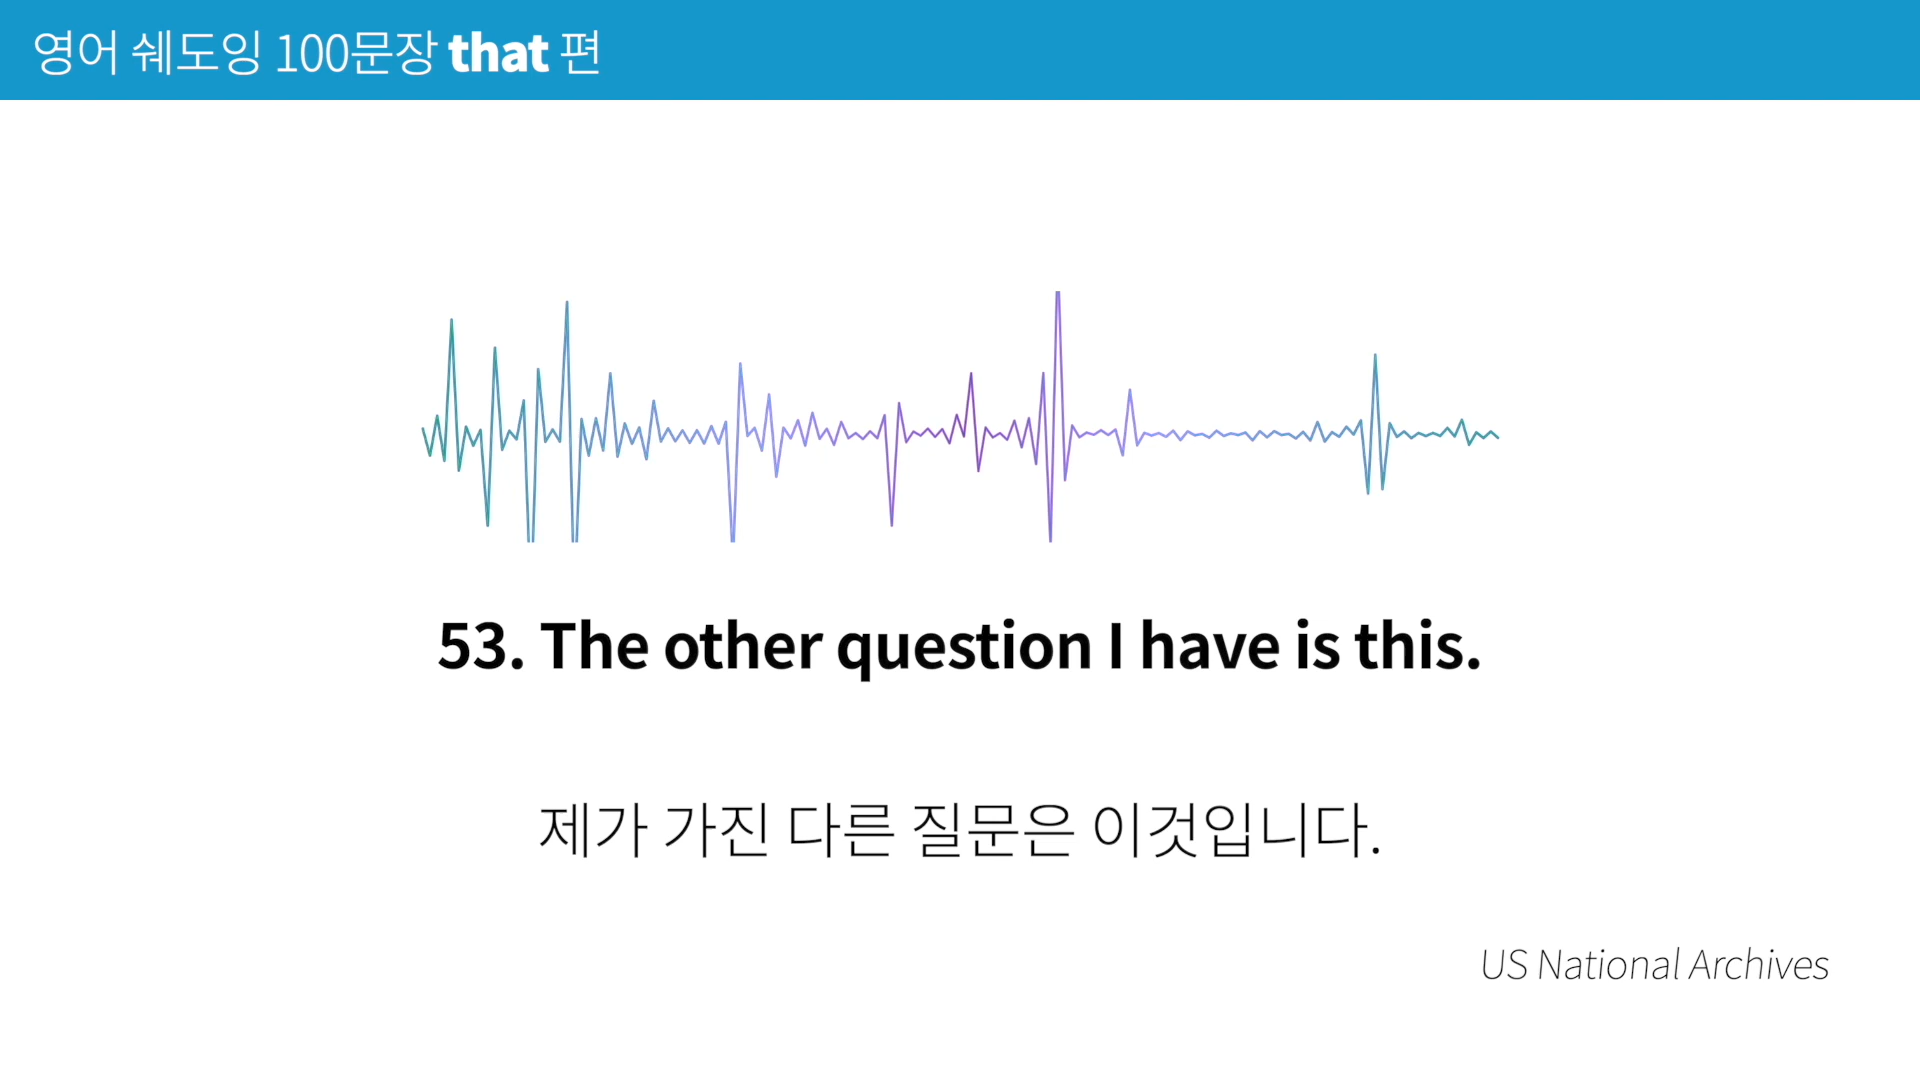 영어 쉐도잉 100문장 that 편
53. The other question I have is this.
제가 가진 다른 질문은 이것입니다.
US National Archives